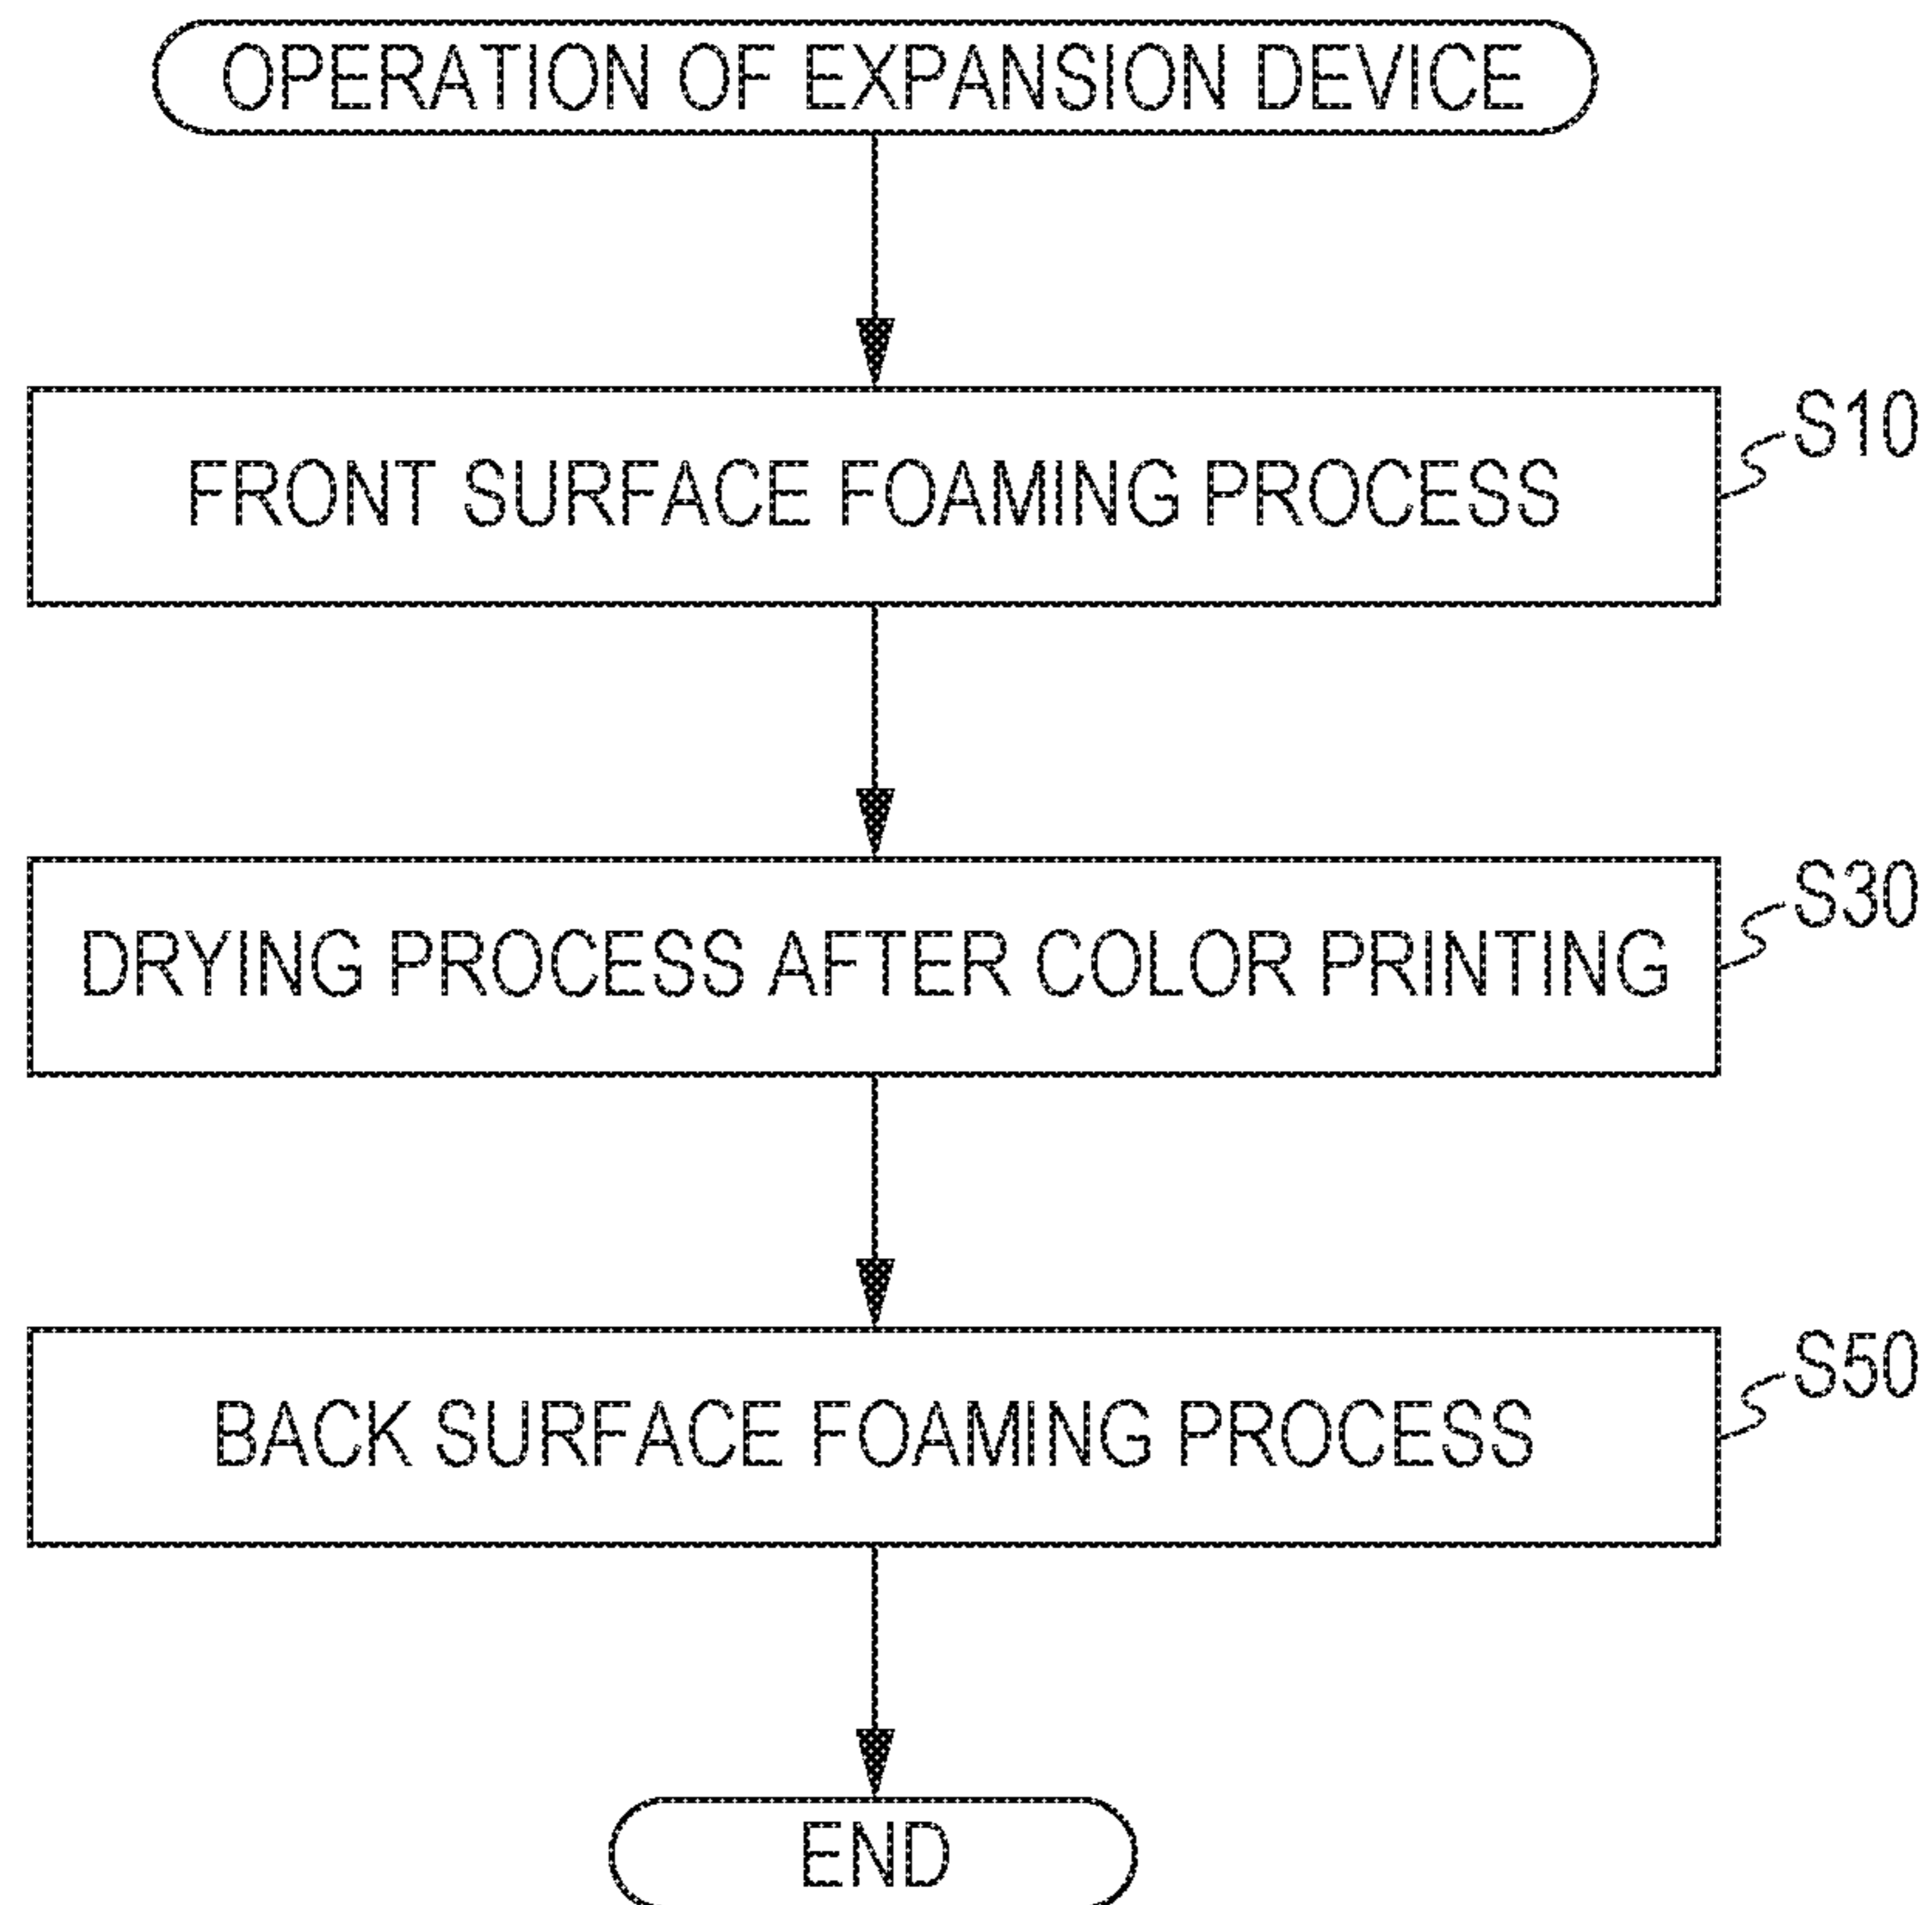 OPERATION OF EXPANSION DEVICE
S10
FRONT SURFACE FOAMING PROCESS
S30
DRYING PROCESS AFTER COLOR PRINTING
S50
BACK SURFACE FOAMING PROCESS
END